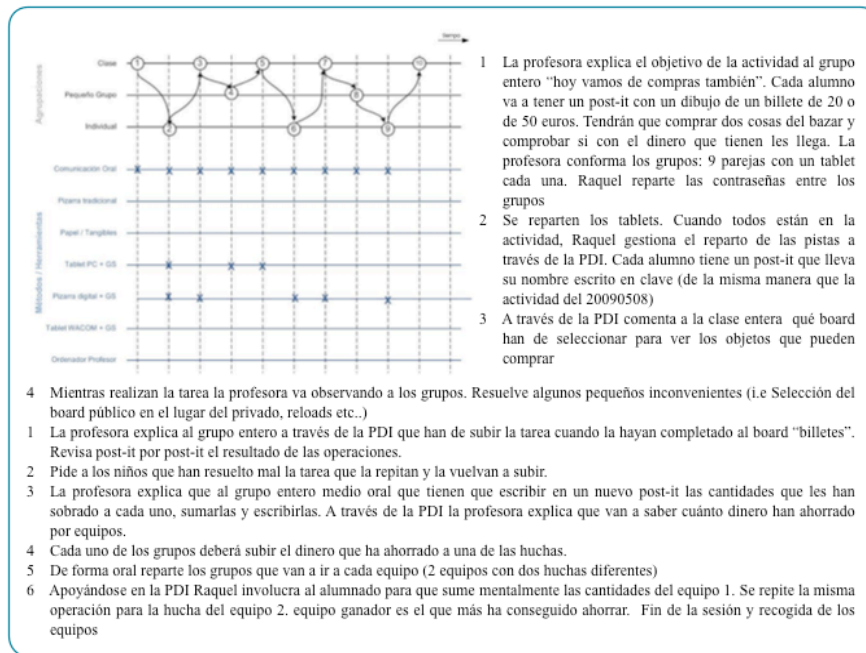 tiempo
Clase
Pequeño Grupo
Individual
Agrupaciones
1 2 3 4 5 6 7 8 9 10
Comunicación Oral
Pizarra tradicional
Papel / Tangibles
Tablet PC + GS
Pizarra digital + GS
Tablet WACOM + GS
Ordenador Profesor
Métodos / Herramientas
1 La profesora explica el objetivo de la actividad al grupo
entero “hoy vamos de compras también”. Cada alumno
va a tener un post-it con un dibujo de un billete de 20 o
de 50 euros. Tendrán que comprar dos cosas del bazar y
comprobar si con el dinero que tienen les llega. La
profesora conforma los grupos: 9 parejas con un tablet
cada una. Raquel reparte las contraseñas entre los
grupos
2 Se reparten los tablets. Cuando todos están en la
actividad, Raquel gestiona el reparto de las pistas a
través de la PDI. Cada alumno tiene un post-it que lleva
su nombre escrito en clave (de la misma manera que la
actividad del 20090508)
3 A través de la PDI comenta a la clase entera qué board
han de seleccionar para ver los objetos que pueden
comprar
4 Mientras realizan la tarea la profesora va observando a los grupos. Resuelve algunos pequeños inconvenientes (i.e Selección del
board público en el lugar del privado, reloads etc..)
1 La profesora explica al grupo entero a través de la PDI que han de subir la tarea cuando la hayan completado al board “billetes”.
Revisa post-it por post-it el resultado de las operaciones.
2 Pide a los niños que han resuelto mal la tarea que la repitan y la vuelvan a subir.
3 La profesora explica que al grupo entero medio oral que tienen que escribir en un nuevo post-it las cantidades que les han
sobrado a cada uno, sumarlas y escribirlas. A través de la PDI la profesora explica que van a saber cuánto dinero han ahorrado
por equipos.
4 Cada uno de los grupos deberá subir el dinero que ha ahorrado a una de las huchas.
5 De forma oral reparte los grupos que van a ir a cada equipo (2 equipos con dos huchas diferentes)
6 Apoyándose en la PDI Raquel involucra al alumnado para que sume mentalmente las cantidades del equipo 1. Se repite la misma
operación para la hucha del equipo 2. equipo ganador es el que más ha conseguido ahorrar. Fin de la sesión y recogida de los
equipos